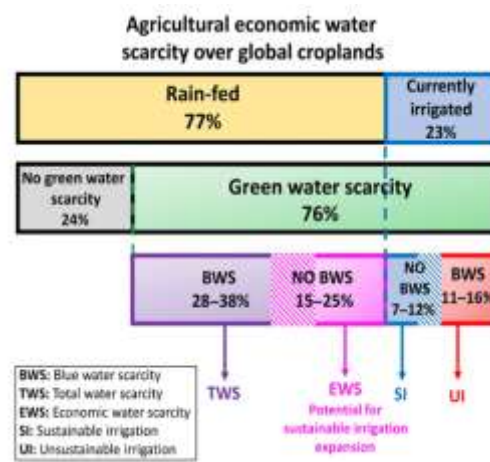 Agricultural economic water
scarcity over global croplands
Rain-fed
77%
Currently
irrigated
23%
No green water
scarcity
24%
Green water scarcity
76%
BWS
28–38%
NO BWS
15–25%
NO
BWS
7–12%
BWS
11–16%
TWS
EWS
Potential for
sustainable irrigation
expansion
SI
UI
BWS: Blue water scarcity
TWS: Total water scarcity
EWS: Economic water scarcity
SI: Sustainable irrigation
UI: Unsustainable irrigation